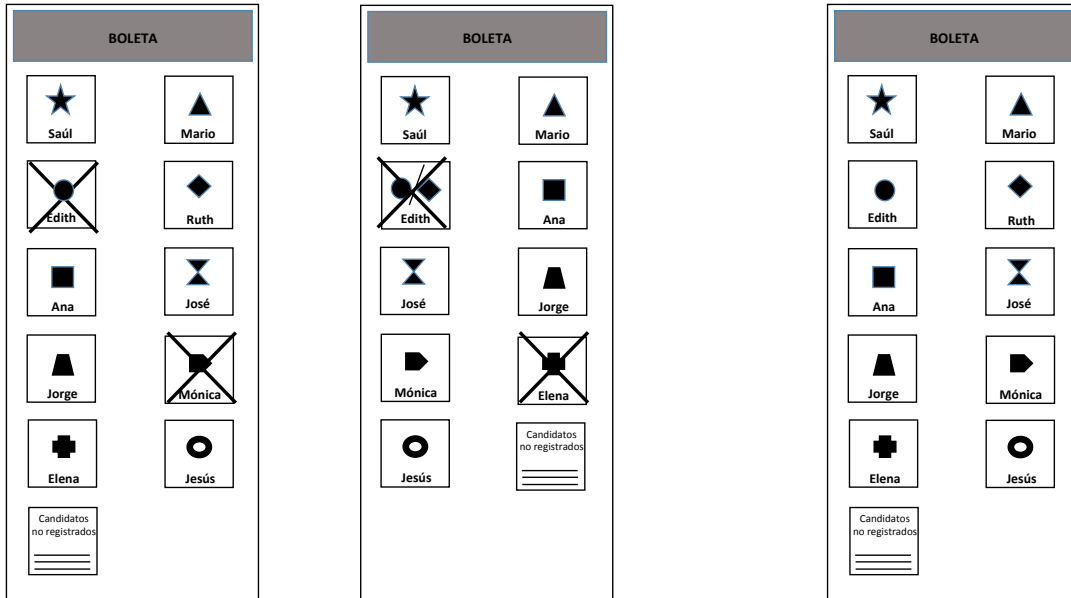 BOLETA
Saúl
Mario
Edith
Ruth
Ana
José
Jorge
Mónica
Elena
Jesús
Candidatos
no registrados
BOLETA
Saúl
Mario
Edith
Ana
José
Jorge
Mónica
Elena
Jesús
Candidatos
no registrados
BOLETA
Saúl
Mario
Edith
Ruth
Ana
José
Jorge
Mónica
Elena
Jesús
Candidatos
no registrados